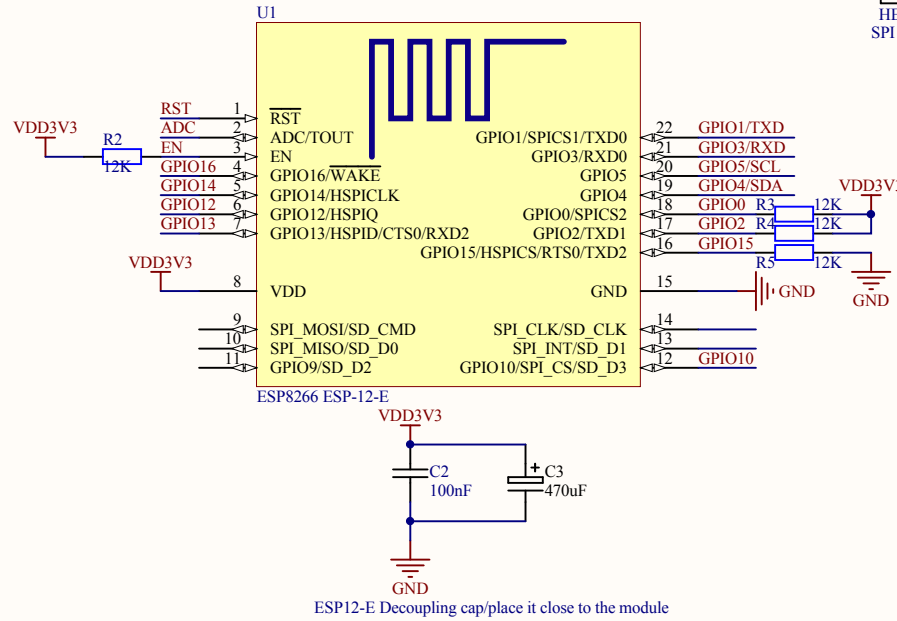 U1
HE
SPI
RST 1 RST
ADC 2 ADC/TOUT
VDD3V3 R2 12K EN 3 EN
GPIO16 4 GPIO16/WAKE
GPIO14 5 GPIO14/HSPICLK
GPIO12 6 GPIO12/HSPIQ
GPIO13 7 GPIO13/HSPID/CTS0/RXD2
VDD3V3 8 VDD
9 SPI_MOSI/SD_CMD
10 SPI_MISO/SD_D0
11 GPIO9/SD_D2
GPIO1/SPICS1/TXD0 22 GPIO1/TXD
GPIO3/RXD0 21 GPIO3/RXD
GPIO5 20 GPIO5/SCL
GPIO4 19 GPIO4/SDA
VDD3V3
GPIO0/SPICS2 18 GPIO0 R3 12K
GPIO2/TXD1 17 GPIO2 R4 12K
GPIO15/HSPICS/RTS0/TXD2 16 GPIO15 R5 12K
GND
GND 15 GND
SPI_CLK/SD_CLK 14
SPI_INT/SD_D1 13
GPIO10/SPI_CS/SD_D3 12 GPIO10
ESP8266 ESP-12-E
VDD3V3
C2
100nF
+ C3
470uF
GND
ESP12-E Decoupling cap/place it close to the module